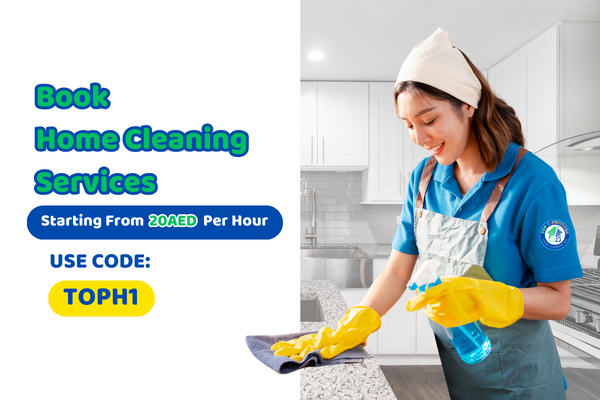 Book
Home Cleaning
Services
Starting From 20AED Per Hour
USE CODE:
TOPH1